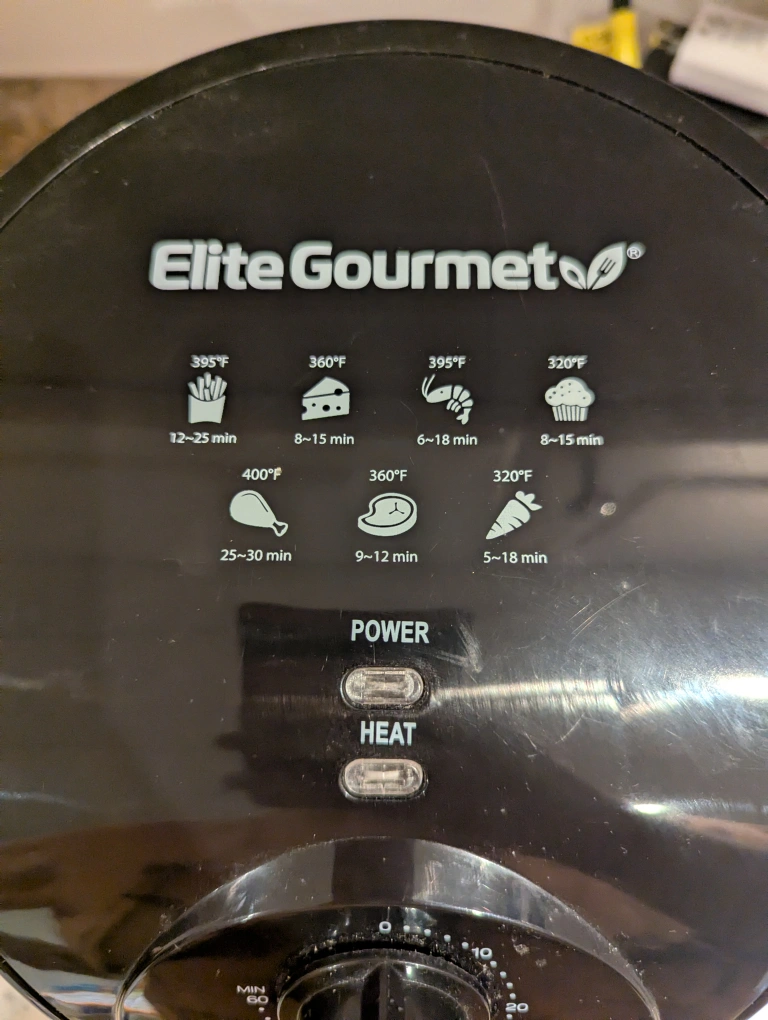 Elite Gourmet®
395°F 360°F 395°F 320°F
12~25 min 8~15 min 6~18 min 8~15 min
400°F 360°F 320°F
25~30 min 9~12 min 5~18 min
POWER
HEAT
0
10
MIN
60
20